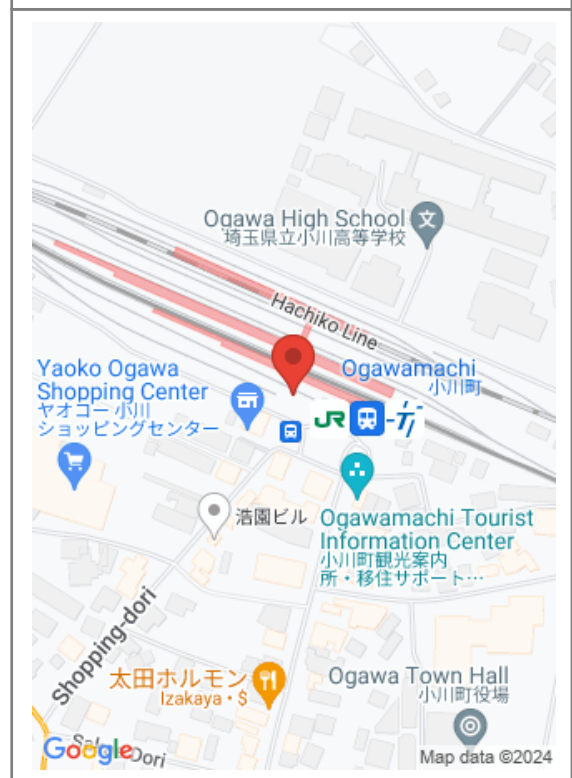 Ogawa High School
埼玉県立小川高等学校
Hachiko Line
Yaoko Ogawa
Shopping Center
ヤオコー 小川
ショッピングセンター
Ogawamachi
小川町
JR
浩園ビル
Ogawamachi Tourist
Information Center
小川町観光案内
所・移住サポート…
Shopping-dori
太田ホルモン
Izakaya・$
Ogawa Town Hall
小川町役場
Dori
Google
Map data ©2024